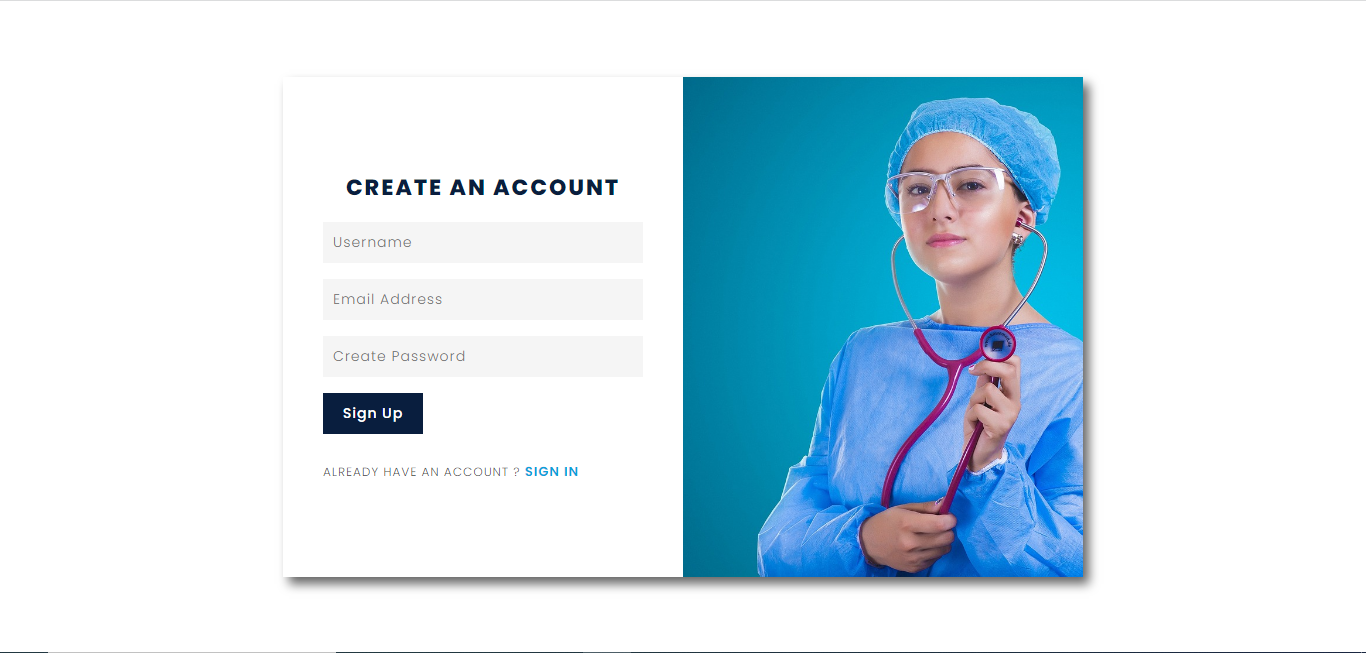 CREATE AN ACCOUNT
Username
Email Address
Create Password
Sign Up
ALREADY HAVE AN ACCOUNT ? SIGN IN